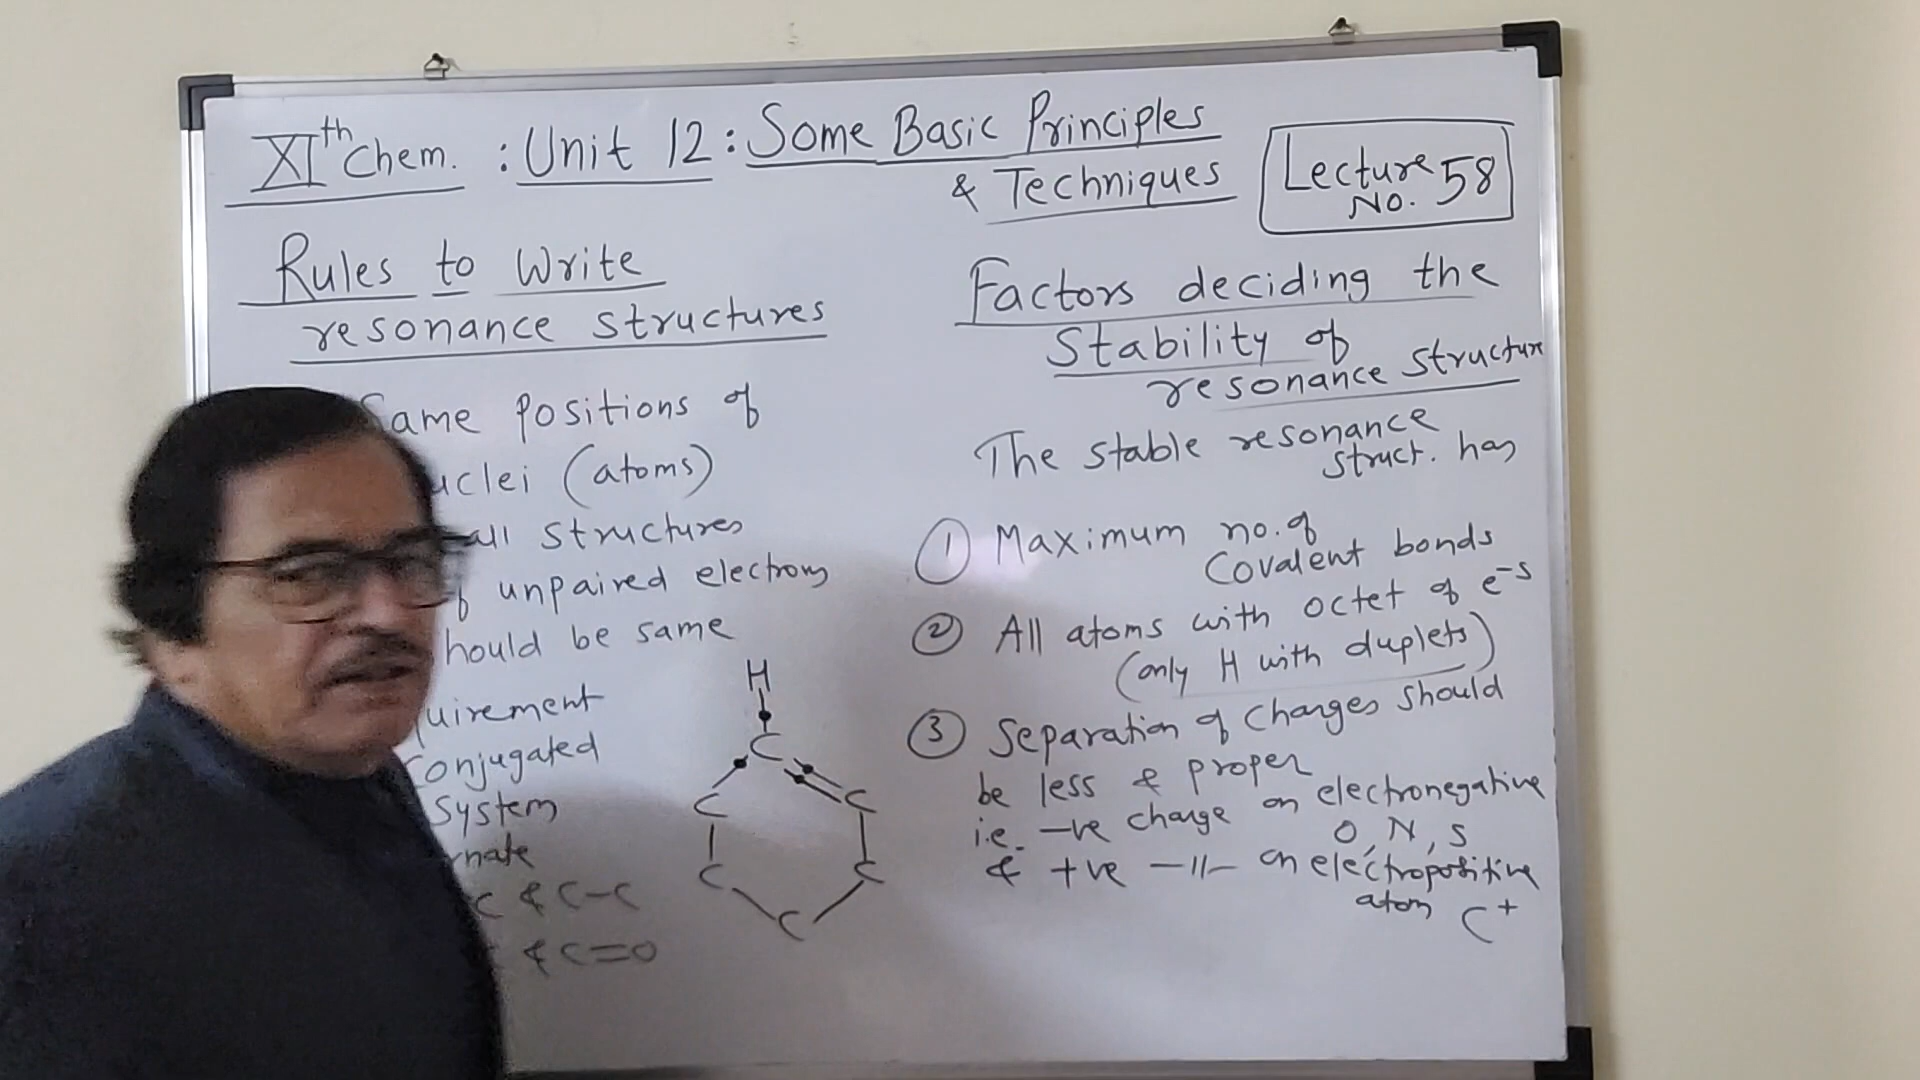 XIth Chem. : Unit 12 : Some Basic Principles
& Techniques
Lecture
No. 58
Rules to Write
resonance structures
Same Positions of
uclei (atoms)
all structures
unpaired electrons
hould be same
uirement
Conjugated
System
rnate
C & C-C
& C=O
H
C
C C
C C
C
Factors deciding the
Stability of
resonance structure
The stable resonance
struct. has
① Maximum no. of
Covalent bonds
② All atoms with octet of e-s
(only H with duplets)
③ Separation of Charges should
be less & proper
i.e. -ve charge on electronegative
O, N, S
& +ve -11- on electropositive
atom C+